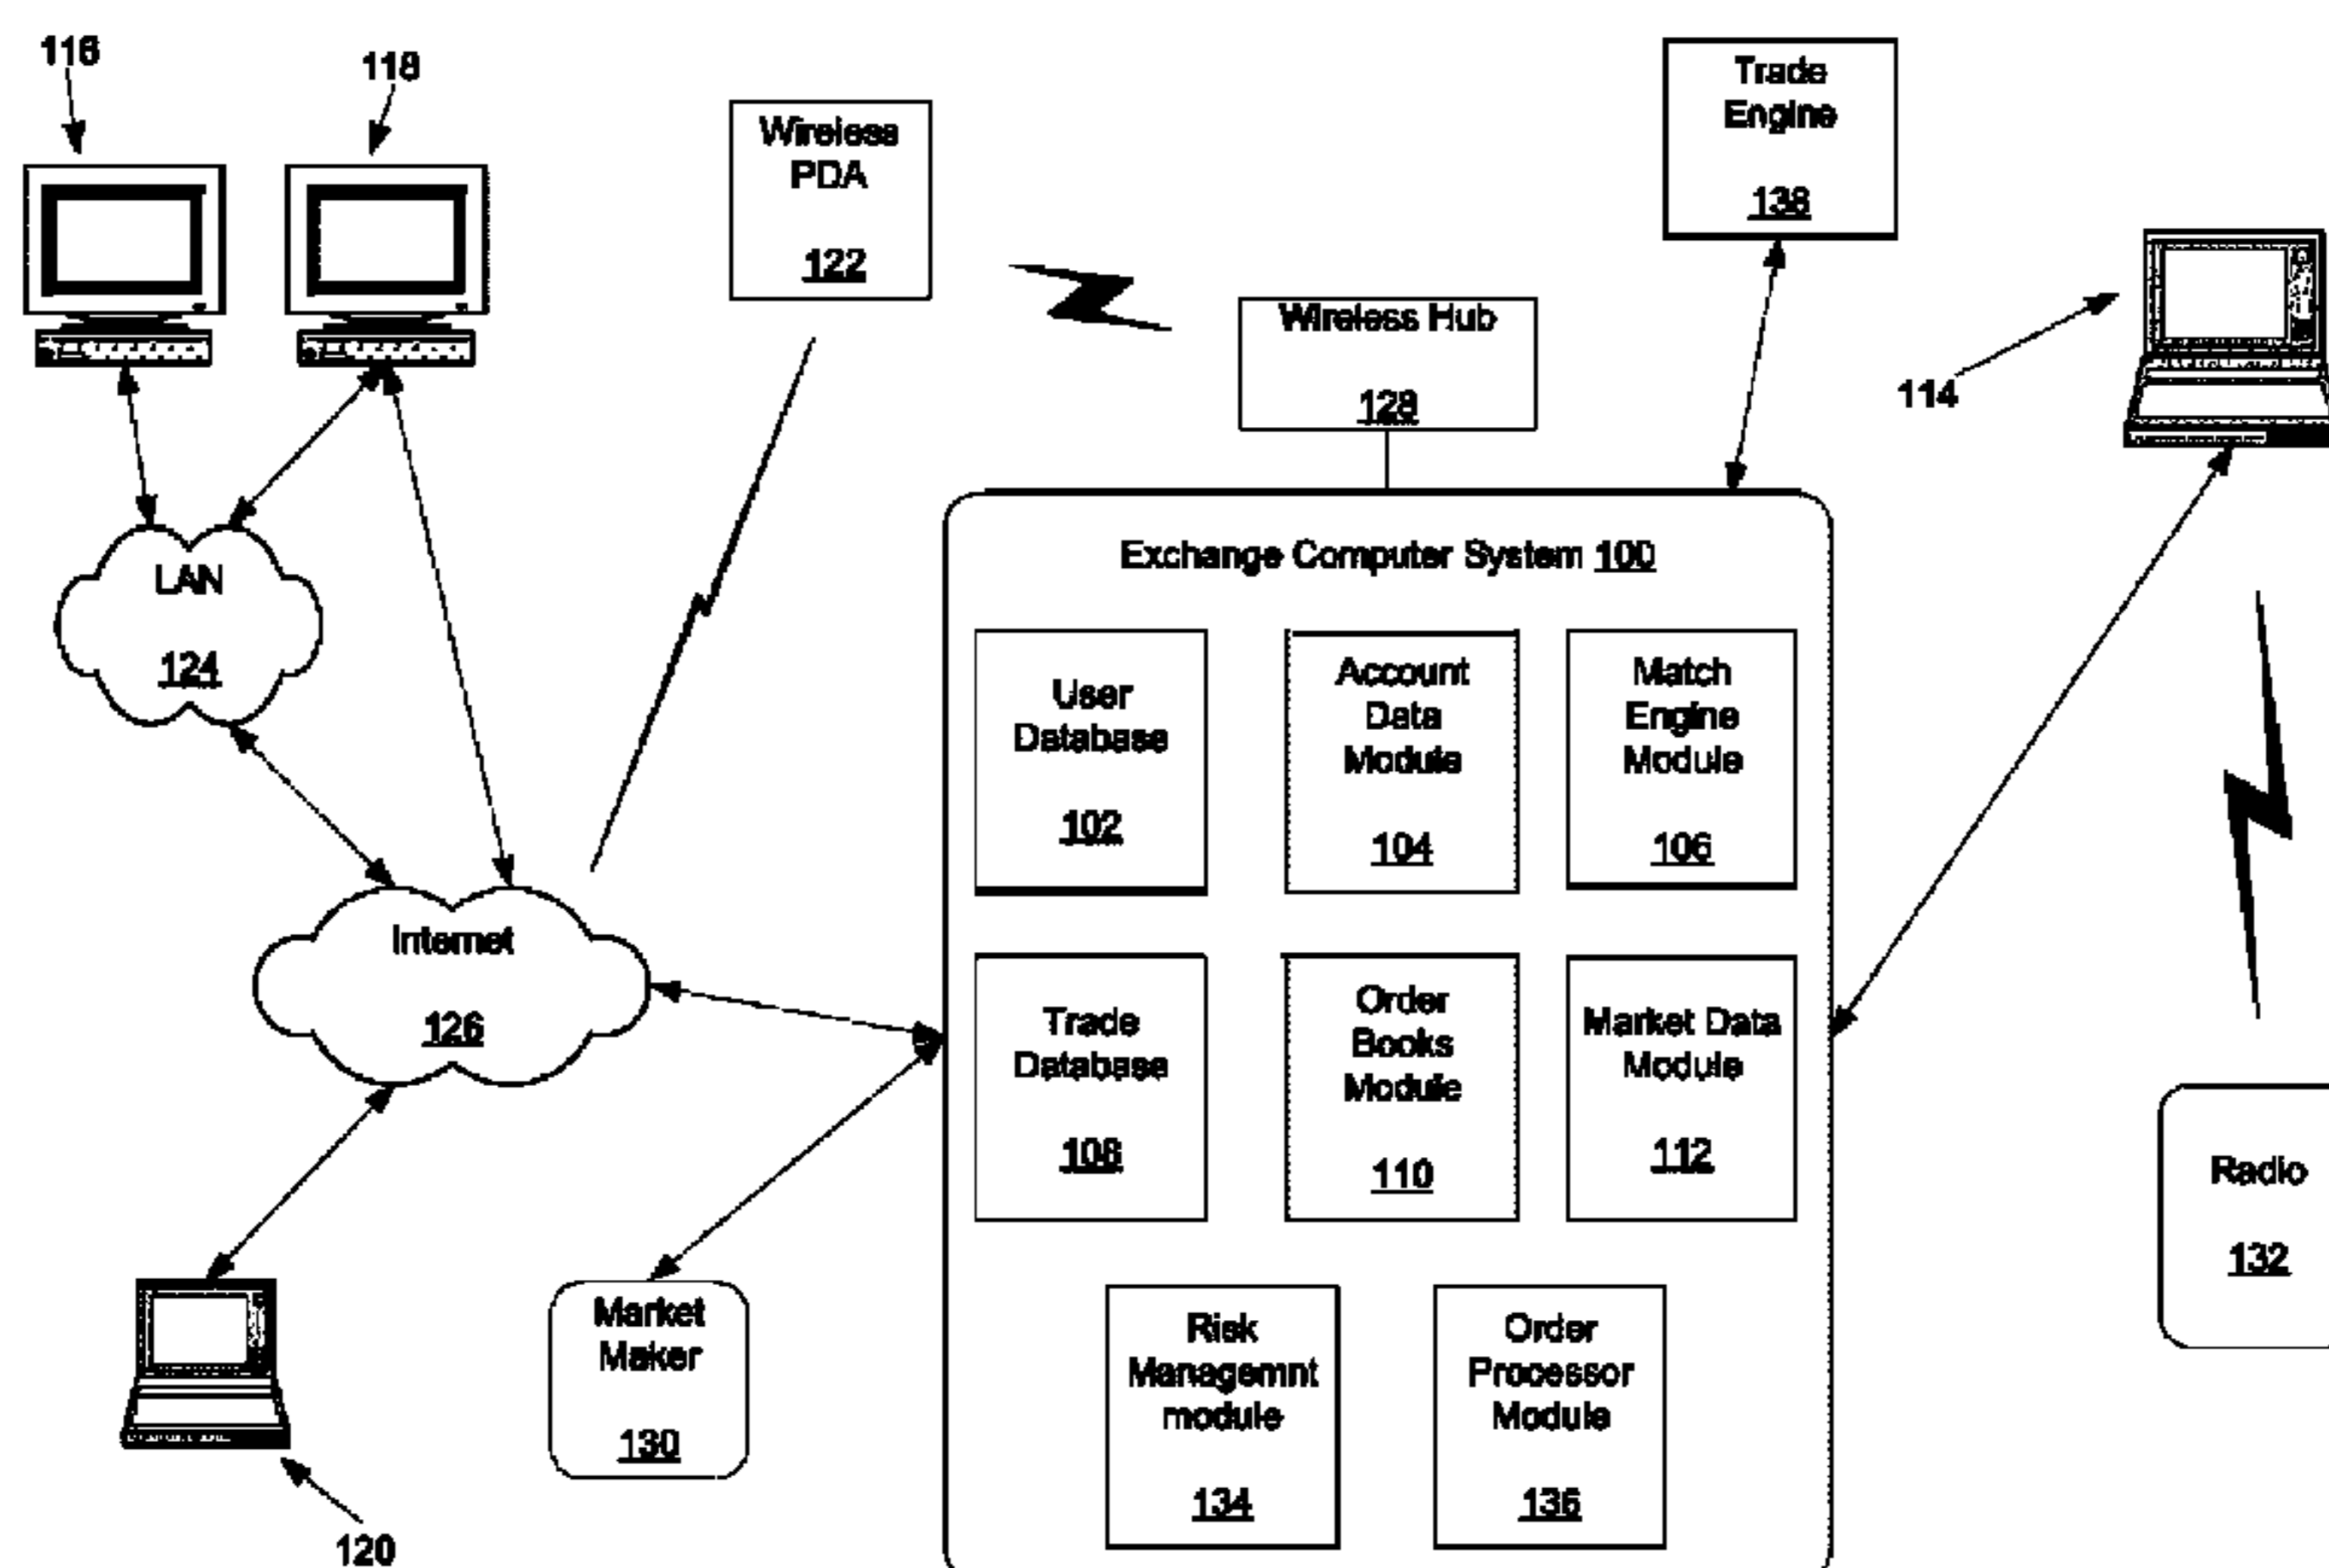 116
118
Wireless
PDA
122
Trade
Engine
138
Wireless Hub
128
114
LAN
124
Exchange Computer System 100
User
Database
102
Account
Data
Module
104
Match
Engine
Module
106
Internet
126
Trade
Database
108
Order
Books
Module
110
Market Data
Module
112
Radio
132
Market
Maker
130
Risk
Managemnt
module
134
Order
Processor
Module
136
120